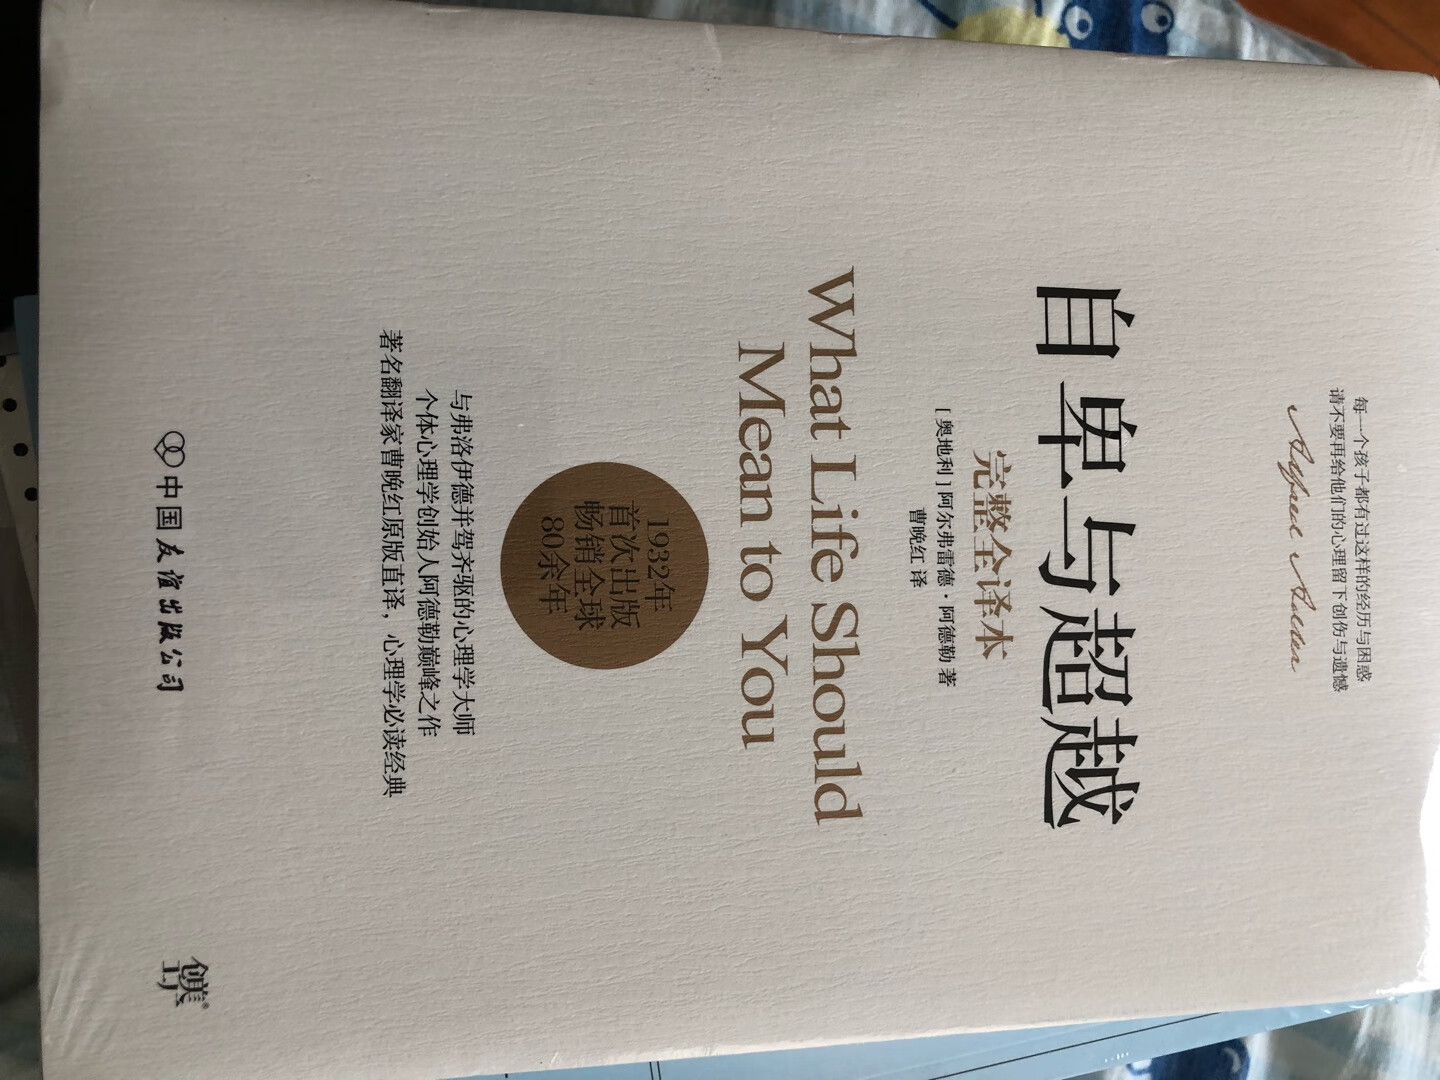 每一个孩子都有过这样的经历与困惑
请不要再给他们的心理留下创伤与遗憾
Alfred Adler
自卑与超越
完整全译本
[奥地利]阿尔弗雷德·阿德勒 著
曹晚红 译
What Life Should
Mean to You
1932年
首次出版
畅销全球
80余年
与弗洛伊德并驾齐驱的心理学大师
个体心理学创始人阿德勒巅峰之作
著名翻译家曹晚红原版直译，心理学必读经典
中国友谊出版公司
创美工厂®